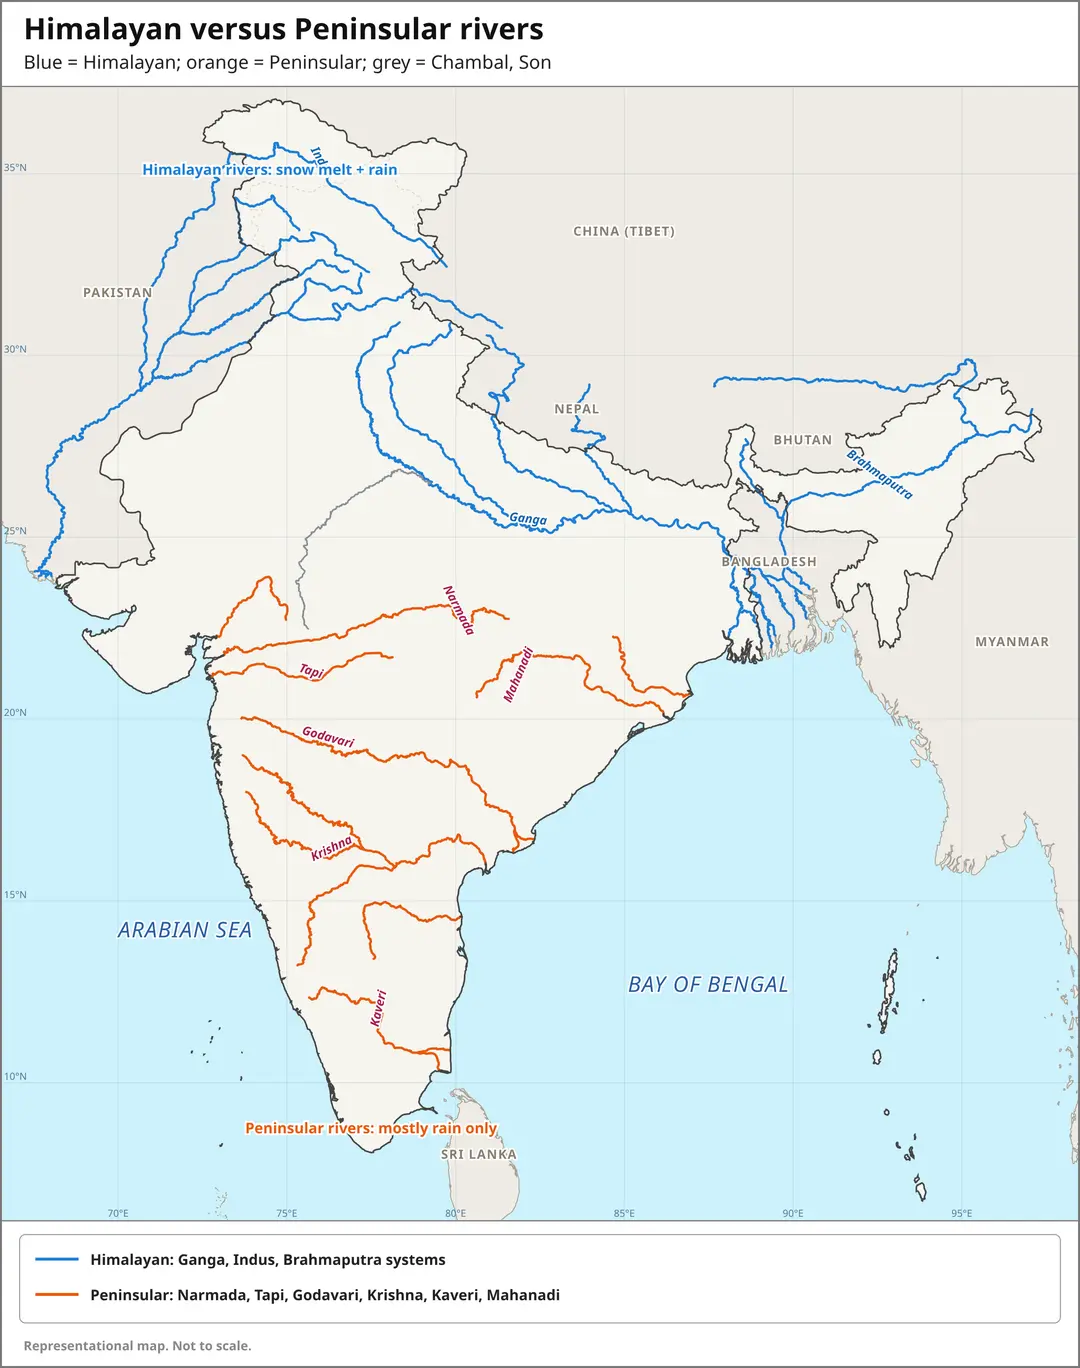 Himalayan versus Peninsular rivers
Blue = Himalayan; orange = Peninsular; grey = Chambal, Son
35°N
Himalayan rivers: snow melt + rain
CHINA (TIBET)
PAKISTAN
30°N
NEPAL
BHUTAN
Brahmaputra
Ganga
25°N
BANGLADESH
Narmada
MYANMAR
Tapi
Mahanadi
20°N
Godavari
Krishna
15°N
ARABIAN SEA
BAY OF BENGAL
Kaveri
10°N
Peninsular rivers: mostly rain only
SRI LANKA
70°E
75°E
80°E
85°E
90°E
95°E
Himalayan: Ganga, Indus, Brahmaputra systems
Peninsular: Narmada, Tapi, Godavari, Krishna, Kaveri, Mahanadi
Representational map. Not to scale.